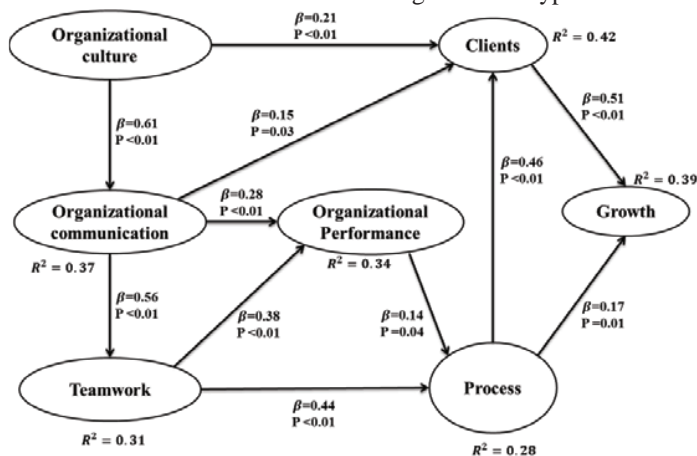 Organizational
culture
β=0.21
P <0.01
Clients
R² = 0.42
β=0.61
P <0.01
β=0.15
P =0.03
β=0.51
P <0.01
β=0.46
P <0.01
R² = 0.39
Organizational
communication
β=0.28
P <0.01
Organizational
Performance
Growth
R² = 0.37
R² = 0.34
β=0.56
P <0.01
β=0.38
P <0.01
β=0.14
P =0.04
β=0.17
P =0.01
Teamwork
Process
β=0.44
P <0.01
R² = 0.31
R² = 0.28